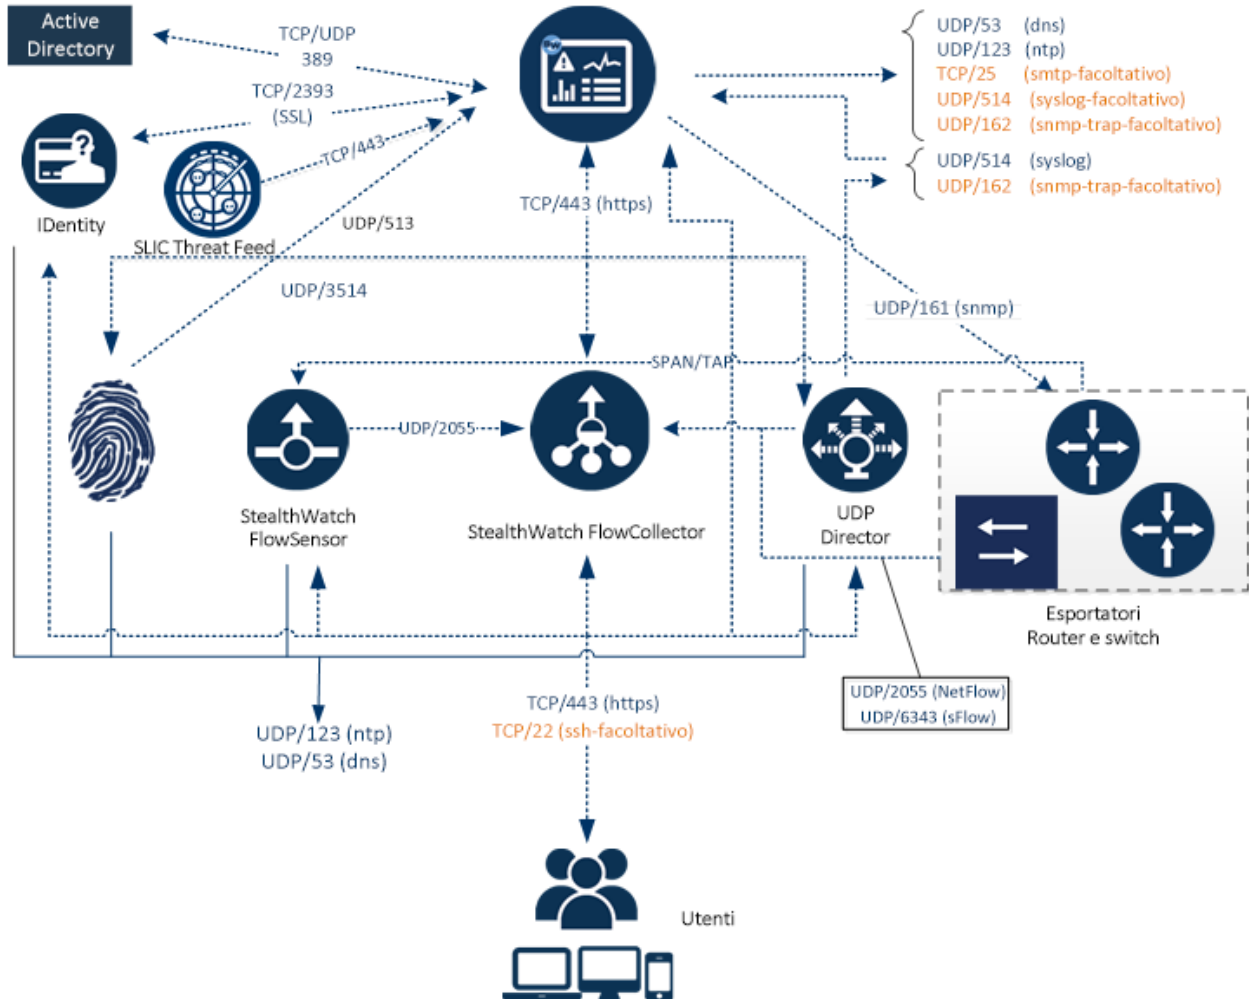 Active
Directory
TCP/UDP
389
TCP/2393
(SSL)
TCP/443
IDentity
SLIC Threat Feed
UDP/513
UDP/3514
TCP/443 (https)
UDP/53 (dns)
UDP/123 (ntp)
TCP/25 (smtp-facoltativo)
UDP/514 (syslog-facoltativo)
UDP/162 (snmp-trap-facoltativo)
UDP/514 (syslog)
UDP/162 (snmp-trap-facoltativo)
UDP/161 (snmp)
SPAN/TAP
UDP/2055
StealthWatch
FlowSensor
StealthWatch FlowCollector
UDP
Director
Esportatori
Router e switch
UDP/2055 (NetFlow)
UDP/6343 (sFlow)
TCP/443 (https)
TCP/22 (ssh-facoltativo)
UDP/123 (ntp)
UDP/53 (dns)
Utenti